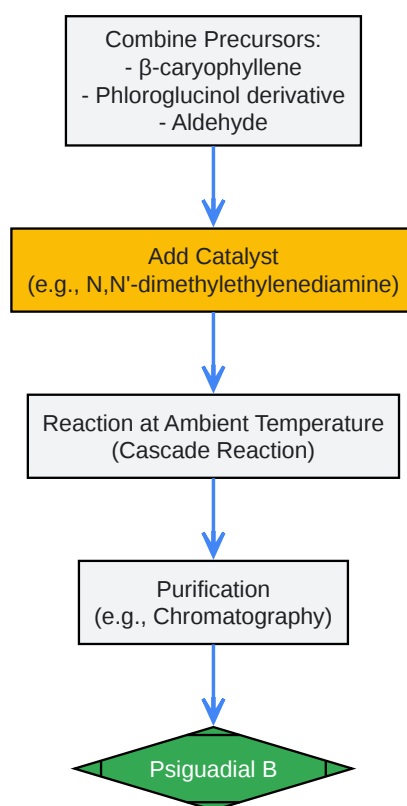 Combine Precursors:
- β-caryophyllene
- Phloroglucinol derivative
- Aldehyde
Add Catalyst
(e.g., N,N'-dimethylethylenediamine)
Reaction at Ambient Temperature
(Cascade Reaction)
Purification
(e.g., Chromatography)
Psiguadial B